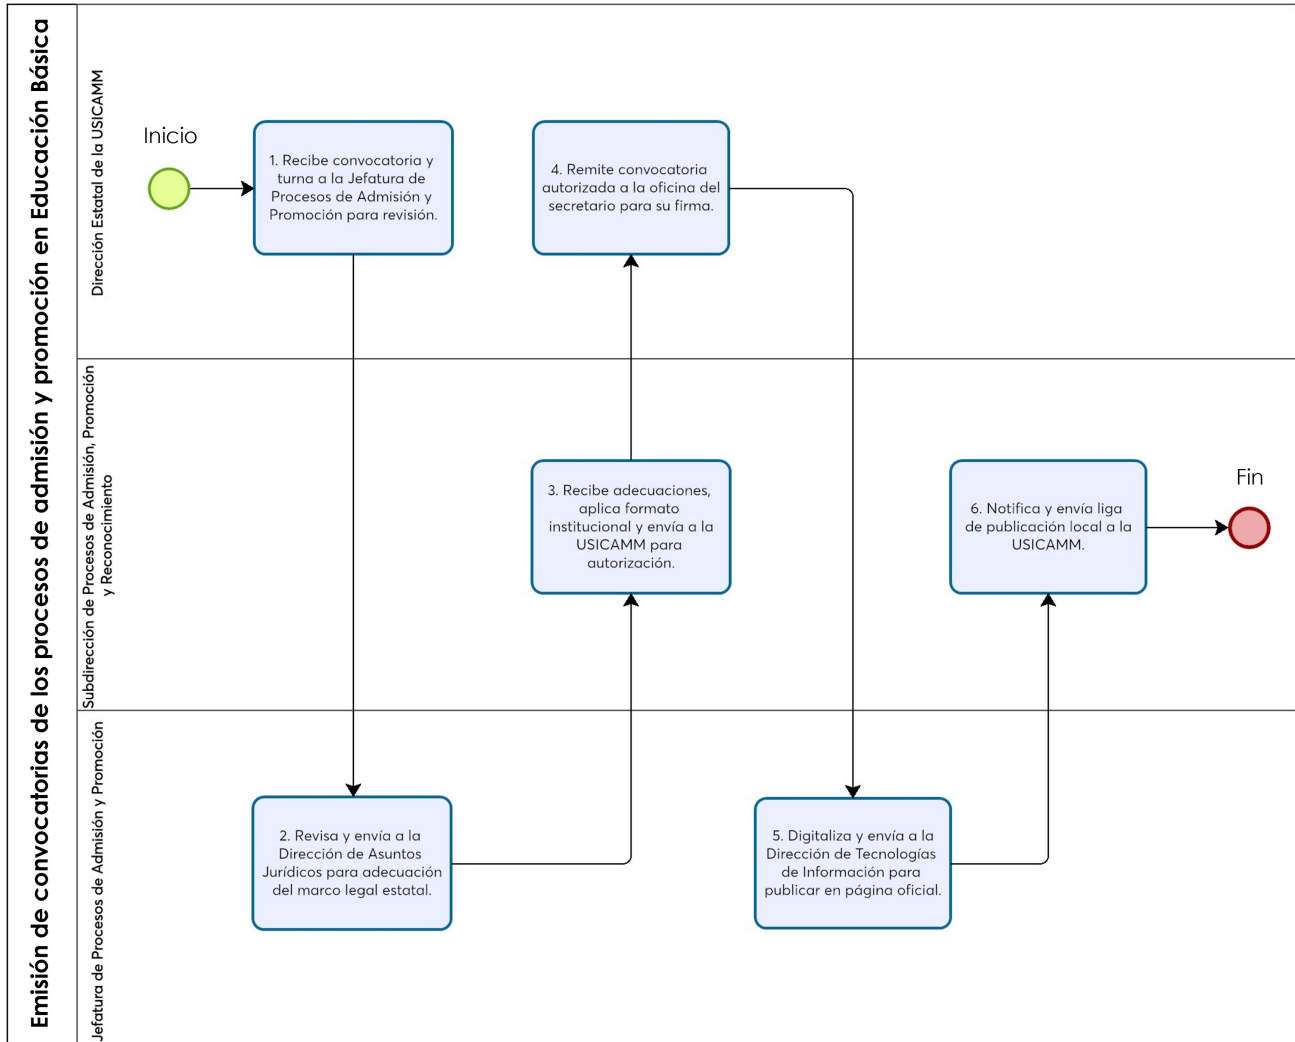 Emisión de convocatorias de los procesos de admisión y promoción en Educación Básica
Dirección Estatal de la USICAMM
Inicio
1. Recibe convocatoria y
turna a la Jefatura de
Procesos de Admisión y
Promoción para revisión.
4. Remite convocatoria
autorizada a la oficina del
secretario para su firma.
Subdirección de Procesos de Admisión, Promoción
y Reconocimiento
3. Recibe adecuaciones,
aplica formato
institucional y envía a la
USICAMM para
autorización.
6. Notifica y envía liga
de publicación local a la
USICAMM.
Fin
Jefatura de Procesos de Admisión y Promoción
2. Revisa y envía a la
Dirección de Asuntos
Jurídicos para adecuación
del marco legal estatal.
5. Digitaliza y envía a la
Dirección de Tecnologías
de Información para
publicar en página oficial.